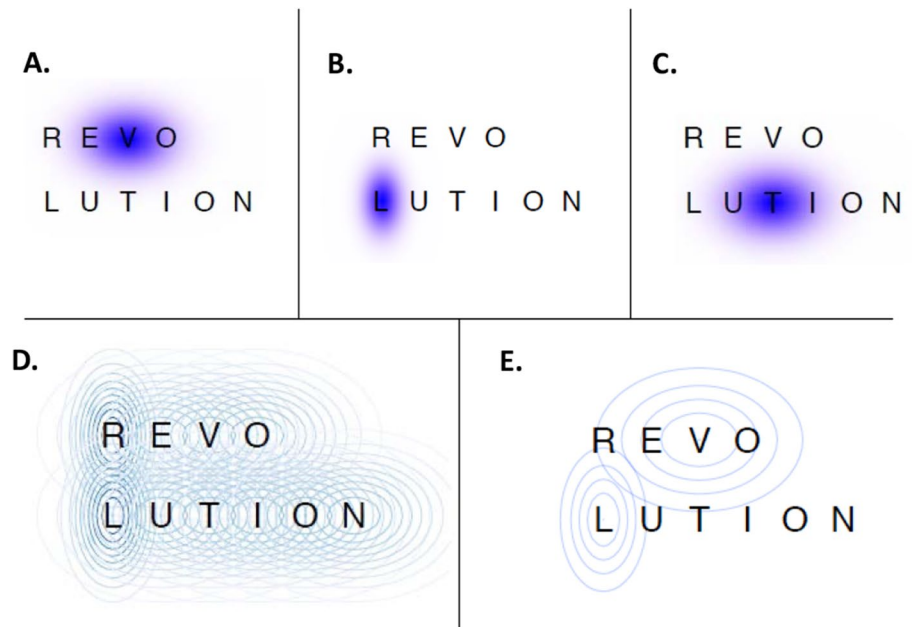 A.
R E V O
L U T I O N
B.
R E V O
L U T I O N
C.
R E V O
L U T I O N
D.
R E V O
L U T I O N
E.
R E V O
L U T I O N